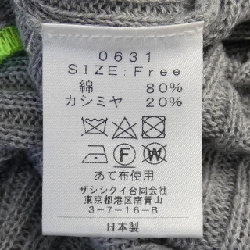 0631
SIZE:Free
綿 80%
カシミヤ 20%
あて布使用
ザシンクイ合同会社
東京都港区南青山
3-7-16-B
日本製